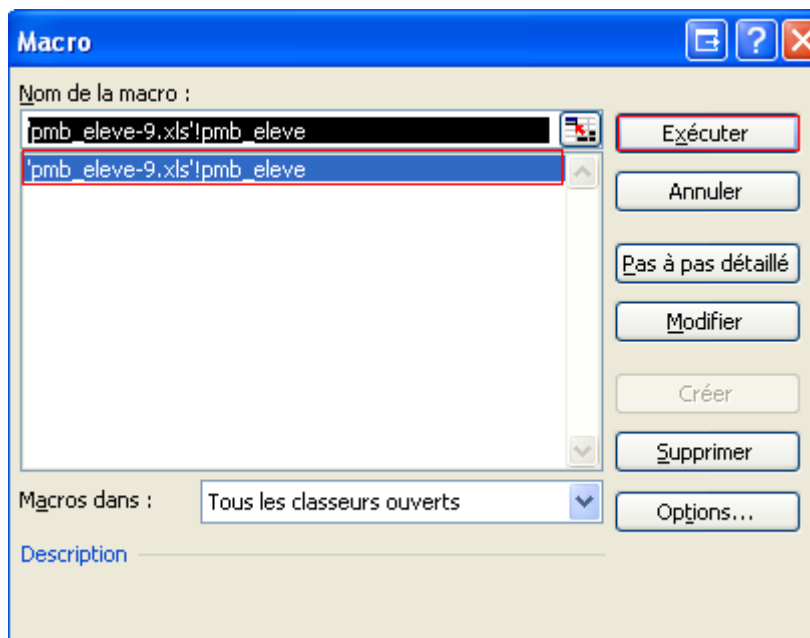 Macro
Nom de la macro :
'pmb_eleve-9.xls'!pmb_eleve
'pmb_eleve-9.xls'!pmb_eleve
Exécuter
Annuler
Pas à pas détaillé
Modifier
Créer
Supprimer
Macros dans :
Tous les classeurs ouverts
Options...
Description